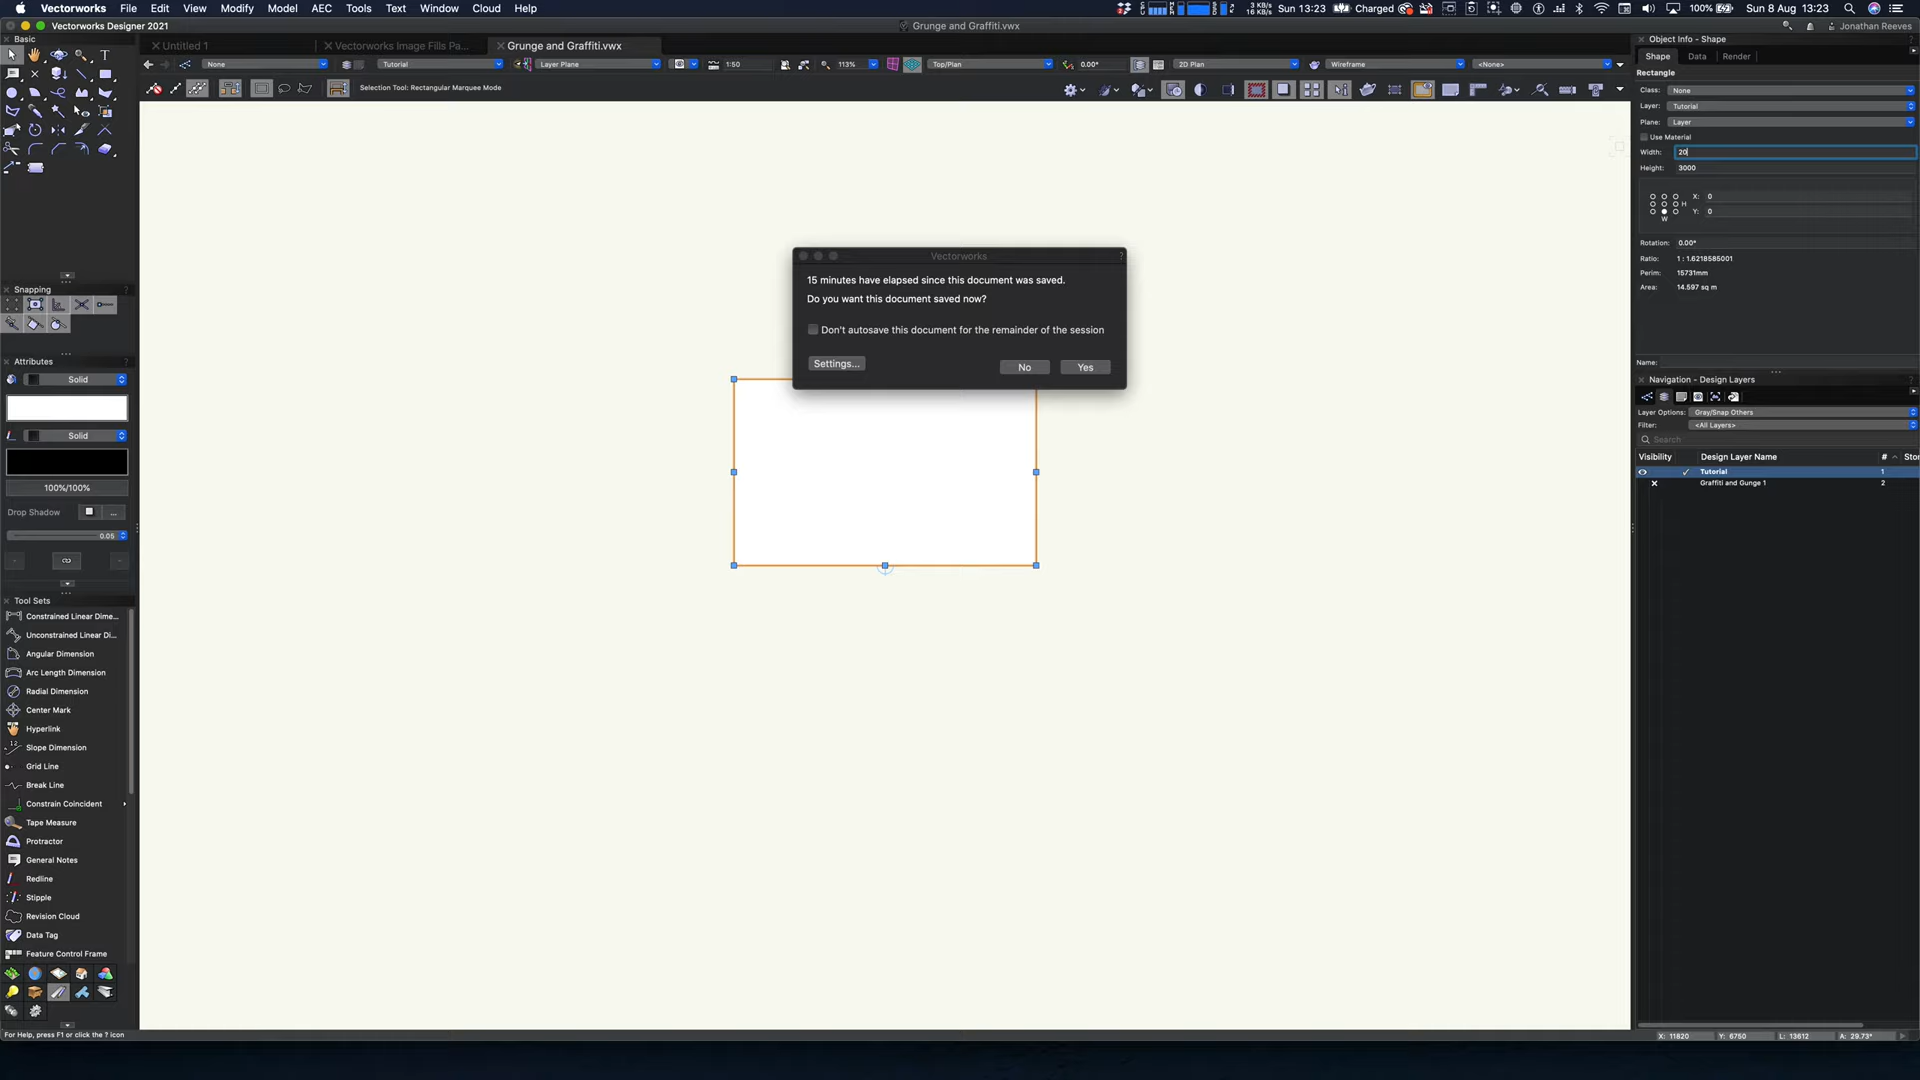 Vectorworks File Edit View Modify Model AEC Tools Text Window Cloud Help
3 KB/s
16 KB/s
Sun 13:23 Charged 100% Sun 8 Aug 13:23
Vectorworks Designer 2021
Grunge and Graffiti.vwx
Jonathan Reeves
Basic
Untitled 1
Vectorworks Image Fills Pa...
Grunge and Graffiti.vwx
None
Tutorial
Layer Plane
1:50
113%
Top/Plan
0.00°
2D Plan
Wireframe
<None>
Selection Tool: Rectangular Marquee Mode
Object Info - Shape
Shape Data Render
Rectangle
Class: None
Layer: Tutorial
Plane: Layer
Use Material
Width: 20
Height: 3000
X: 0
H
Y: 0
W
Rotation: 0.00°
Ratio: 1 : 1.6218585001
Perim: 15731mm
Area: 14.597 sq m
Name:
Vectorworks
?
15 minutes have elapsed since this document was saved.
Do you want this document saved now?
Don't autosave this document for the remainder of the session
Settings...
No
Yes
Snapping
Attributes
Solid
Solid
100%/100%
Drop Shadow
...
0.05
Navigation - Design Layers
Layer Options: Gray/Snap Others
Filter: <All Layers>
Search
Visibility Design Layer Name # Stor
Tutorial 1
Graffiti and Gunge 1 2
Tool Sets
Constrained Linear Dime...
Unconstrained Linear Di...
Angular Dimension
Arc Length Dimension
Radial Dimension
Center Mark
Hyperlink
Slope Dimension
Grid Line
Break Line
Constrain Coincident
Tape Measure
Protractor
General Notes
Redline
Stipple
Revision Cloud
Data Tag
Feature Control Frame
For Help, press F1 or click the ? icon
X: 11820 Y: 6750 L: 13612 A: 29.73°